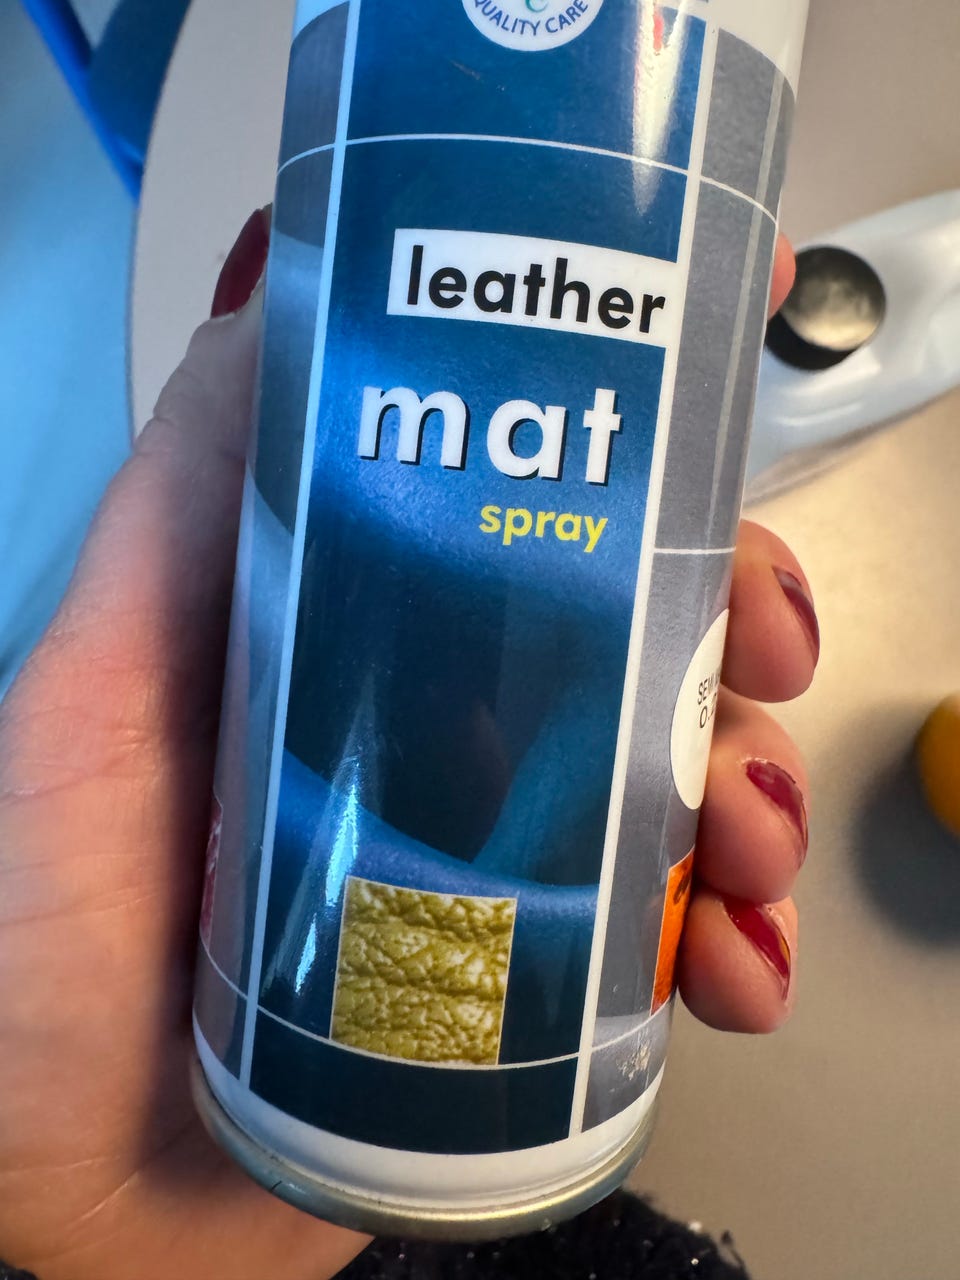 QUALITY CARE
leather
mat
spray